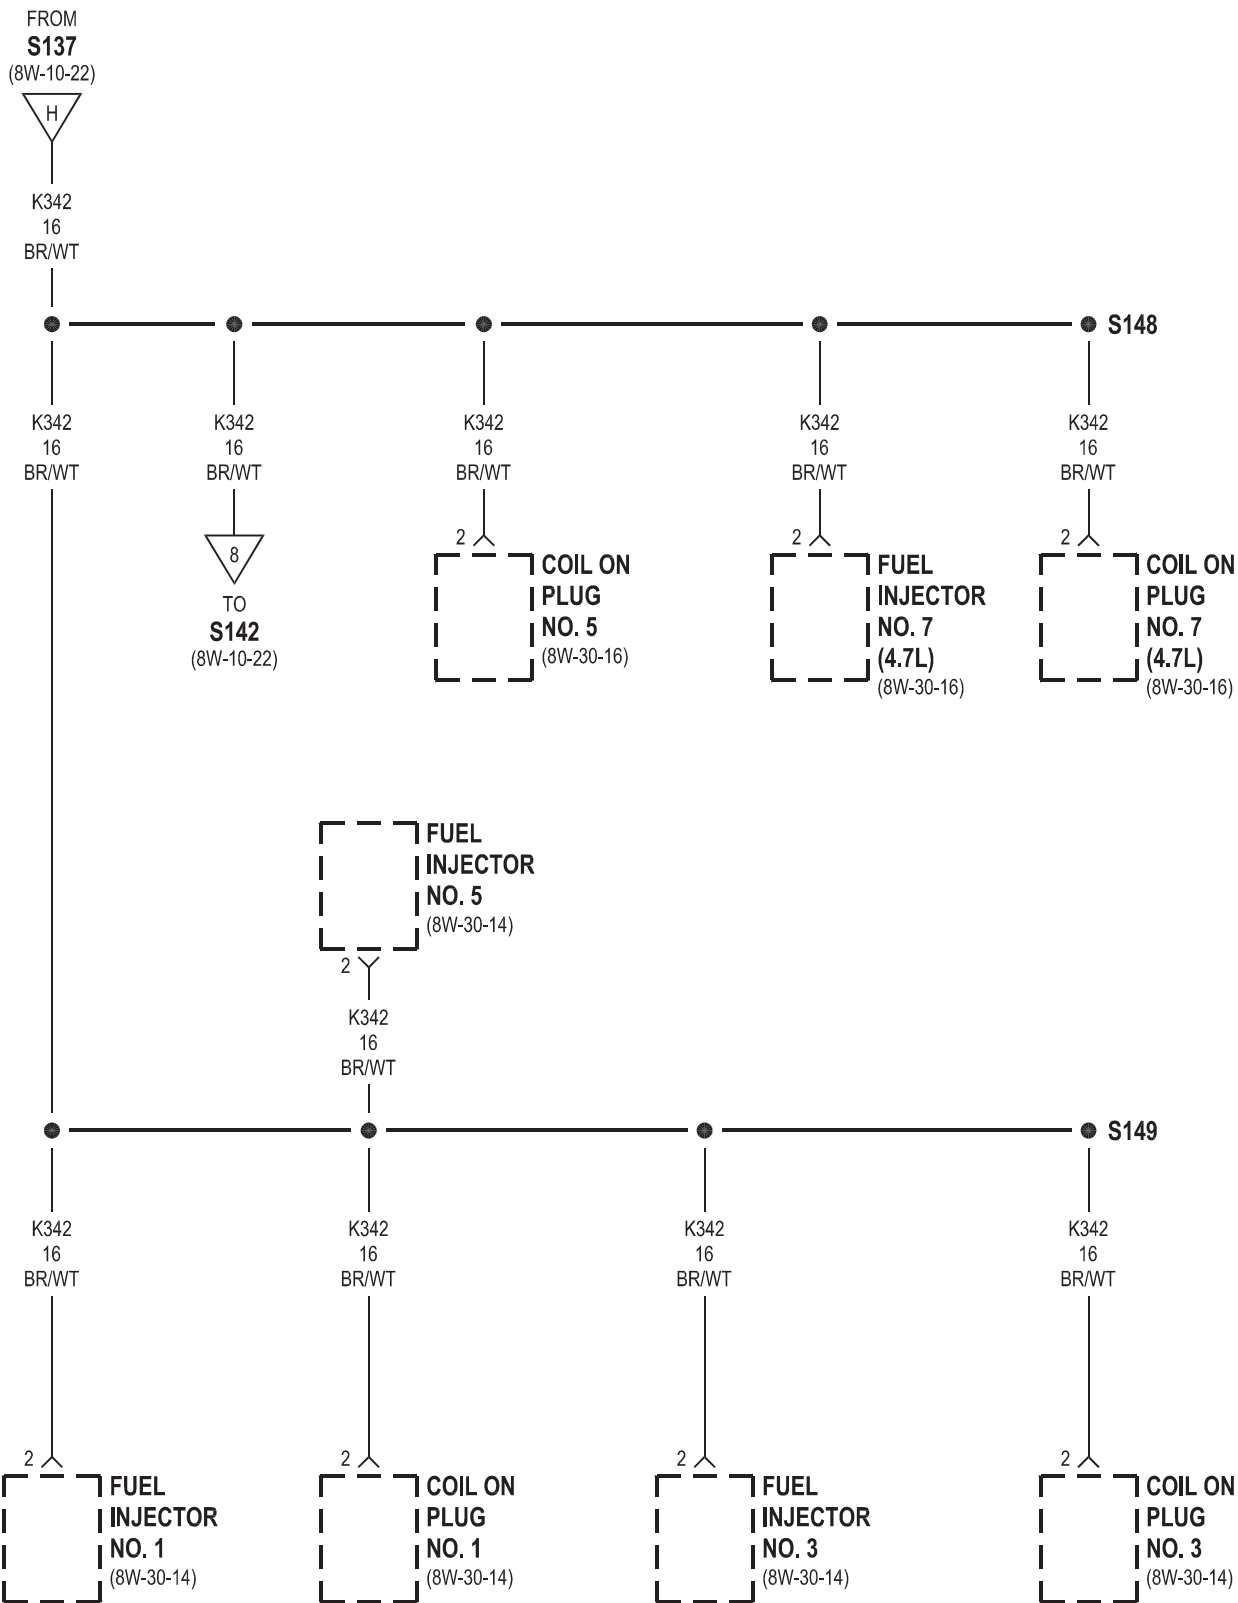 FROM
S137
(8W-10-22)
H
K342
16
BR/WT
S148
K342
16
BR/WT
K342
16
BR/WT
K342
16
BR/WT
K342
16
BR/WT
K342
16
BR/WT
8
TO
S142
(8W-10-22)
2
COIL ON
PLUG
NO. 5
(8W-30-16)
2
FUEL
INJECTOR
NO. 7
(4.7L)
(8W-30-16)
2
COIL ON
PLUG
NO. 7
(4.7L)
(8W-30-16)
FUEL
INJECTOR
NO. 5
(8W-30-14)
2
K342
16
BR/WT
S149
K342
16
BR/WT
K342
16
BR/WT
K342
16
BR/WT
K342
16
BR/WT
2
FUEL
INJECTOR
NO. 1
(8W-30-14)
2
COIL ON
PLUG
NO. 1
(8W-30-14)
2
FUEL
INJECTOR
NO. 3
(8W-30-14)
2
COIL ON
PLUG
NO. 3
(8W-30-14)